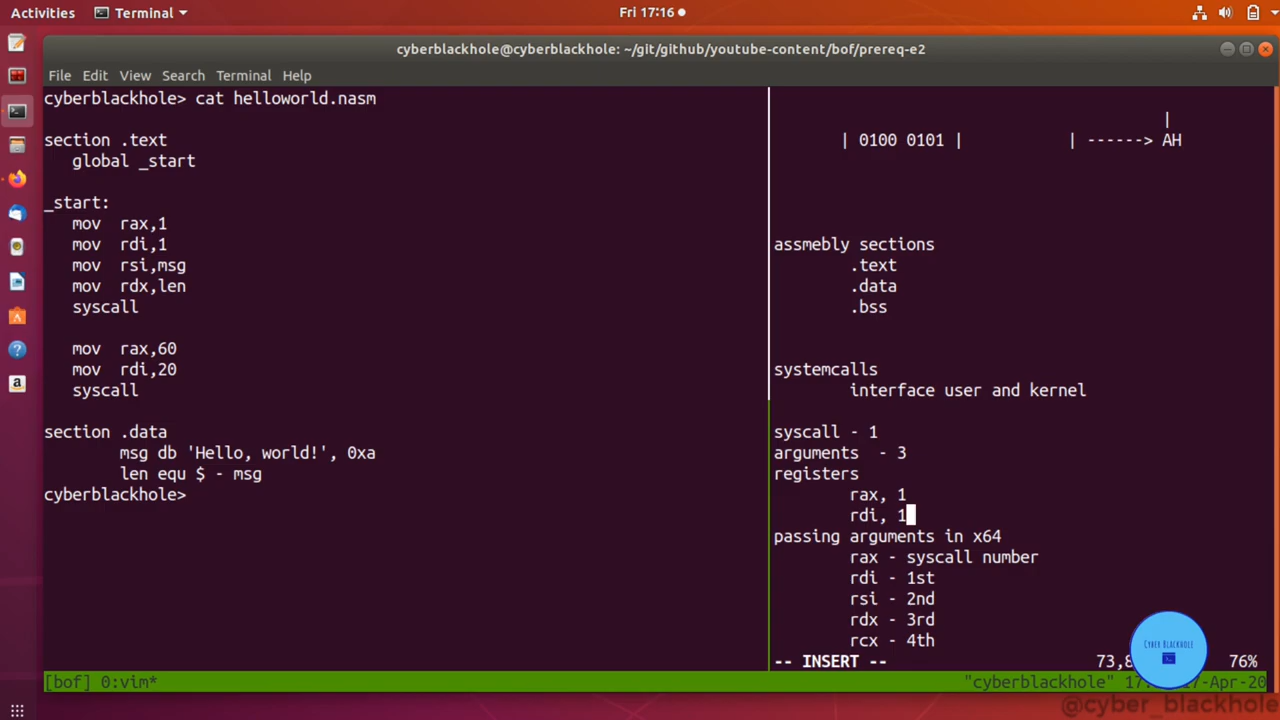 Activities Terminal Fri 17:16
cyberblackhole@cyberblackhole: ~/git/github/youtube-content/bof/prereq-e2
File Edit View Search Terminal Help
cyberblackhole> cat helloworld.nasm
section .text
global _start
_start:
mov rax,1
mov rdi,1
mov rsi,msg
mov rdx,len
syscall
mov rax,60
mov rdi,20
syscall
section .data
msg db 'Hello, world!', 0xa
len equ $ - msg
cyberblackhole>
|
| 0100 0101 | | ------> AH
assmebly sections
.text
.data
.bss
systemcalls
interface user and kernel
syscall - 1
arguments - 3
registers
rax, 1
rdi, 1
passing arguments in x64
rax - syscall number
rdi - 1st
rsi - 2nd
rdx - 3rd
rcx - 4th
-- INSERT -- 76%
CYBER BLACKHOLE
[bof] 0:vim* "cyberblackhole"
@cyber_blackhole